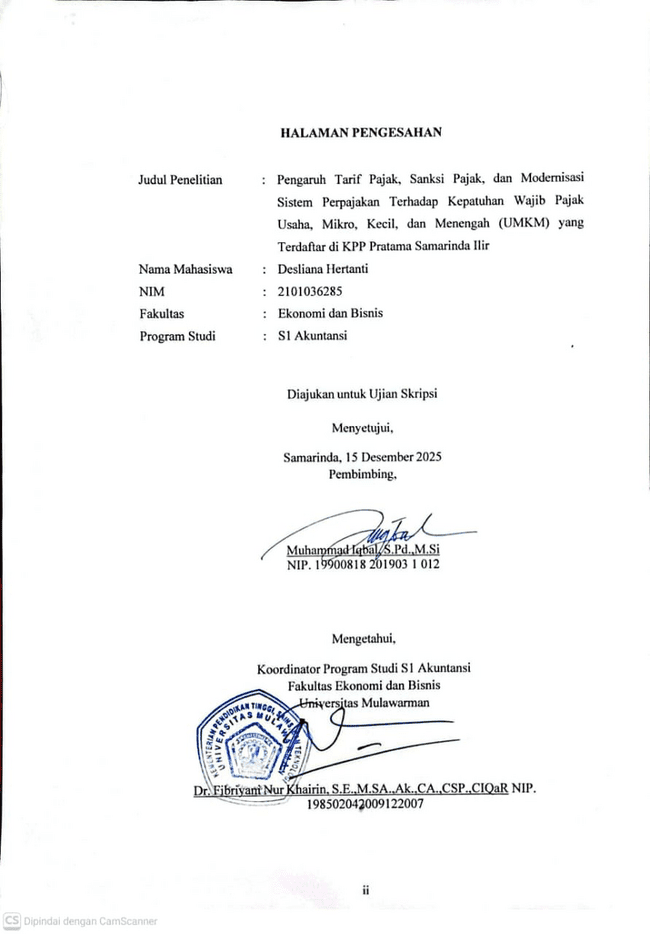 HALAMAN PENGESAHAN
Judul Penelitian : Pengaruh Tarif Pajak, Sanksi Pajak, dan Modernisasi
Sistem Perpajakan Terhadap Kepatuhan Wajib Pajak
Usaha, Mikro, Kecil, dan Menengah (UMKM) yang
Terdaftar di KPP Pratama Samarinda Ilir
Nama Mahasiswa : Desliana Hertanti
NIM : 2101036285
Fakultas : Ekonomi dan Bisnis
Program Studi : S1 Akuntansi
Diajukan untuk Ujian Skripsi
Menyetujui,
Samarinda, 15 Desember 2025
Pembimbing,
Muhammad Iqbal, S.Pd.,M.Si
NIP. 19900818 201903 1 012
Mengetahui,
Koordinator Program Studi S1 Akuntansi
Fakultas Ekonomi dan Bisnis
Universitas Mulawarman
KEMENTERIAN PENDIDIKAN TINGGI, SAINS DAN TEKNOLOGI
UNIVERSITAS MULAWARMAN
Dr. Fibriyani Nur Khairin, S.E.,M.SA.,Ak.,CA.,CSP.,CIQaR NIP.
198502042009122007
ii
CS Dipindai dengan CamScanner